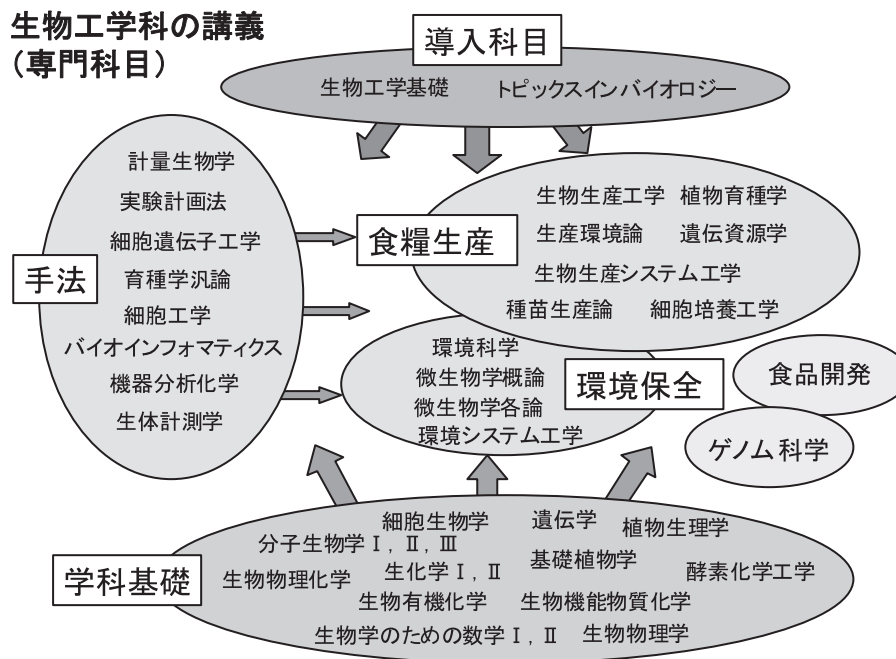 生物工学科の講義
（専門科目）
導入科目
生物工学基礎
トピックスインバイオロジー
手法
計量生物学
実験計画法
細胞遺伝子工学
育種学汎論
細胞工学
バイオインフォマティクス
機器分析化学
生体計測学
食糧生産
生物生産工学
植物育種学
生産環境論
遺伝資源学
生物生産システム工学
種苗生産論
細胞培養工学
環境保全
環境科学
微生物学概論
微生物学各論
環境システム工学
食品開発
ゲノム科学
学科基礎
細胞生物学
遺伝学
植物生理学
分子生物学Ⅰ, Ⅱ, Ⅲ
基礎植物学
生物物理化学
生化学Ⅰ, Ⅱ
酵素化学工学
生物有機化学
生物機能物質化学
生物学のための数学Ⅰ, Ⅱ
生物物理学